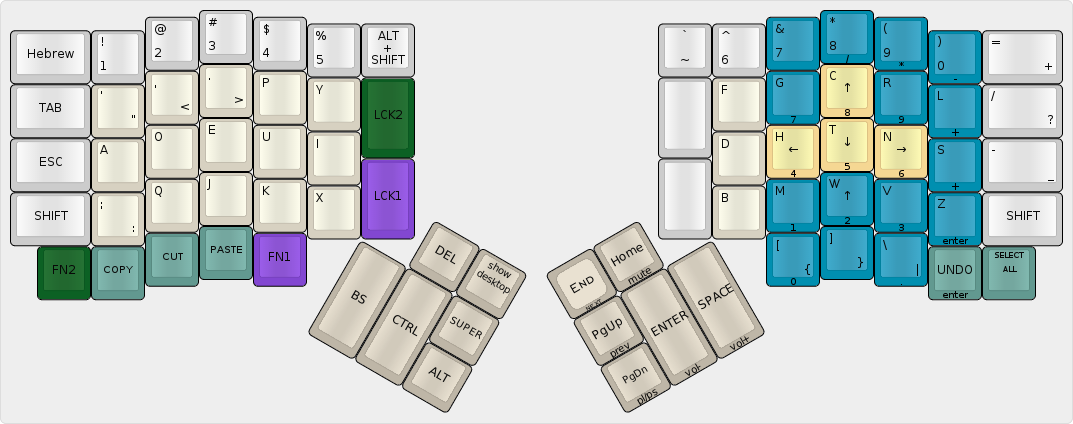 Hebrew ! 1 @ 2 # 3 $ 4 % 5 ALT + SHIFT
` ~ ^ 6 & 7 * 8 / ( 9 * ) 0 - = +
TAB ' " ' < . > P Y LCK2
F G 7 C ↑ 8 R 9 L + / ?
ESC A O E U I
D H ← 4 T ↓ 5 N → 6 S + - _
SHIFT ; : Q J K X LCK1
B M 1 W ↑ 2 V 3 Z enter SHIFT
FN2 COPY CUT PASTE FN1
[ { 0 ] } \ | . UNDO enter SELECT ALL
DEL show desktop
BS CTRL SUPER
ALT
END NEXT Home mute
PgUp prev ENTER vol- SPACE vol+
PgDn pl/ps